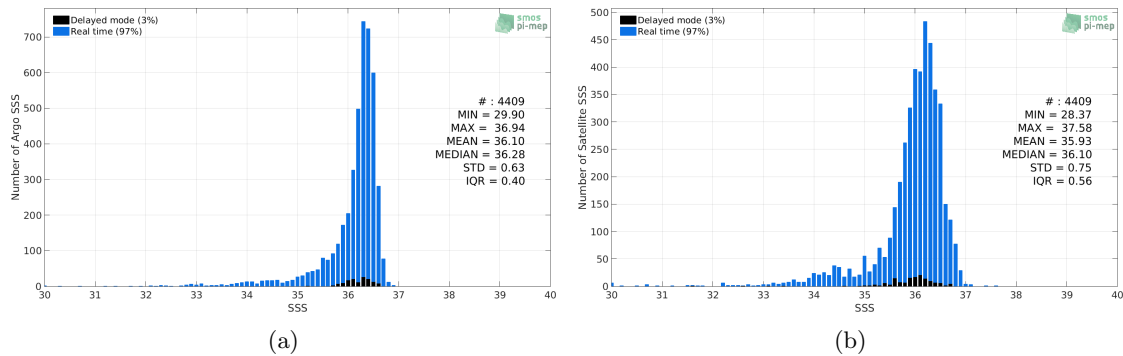 Delayed mode (3%)
Real time (97%)
smos
pi-mep
700
600
500
400
300
200
100
0
Number of Argo SSS
# : 4409
MIN = 29.90
MAX = 36.94
MEAN = 36.10
MEDIAN = 36.28
STD = 0.63
IQR = 0.40
30 31 32 33 34 35 36 37 38 39 40
SSS
(a)
Delayed mode (3%)
Real time (97%)
smos
pi-mep
500
450
400
350
300
250
200
150
100
50
0
Number of Satellite SSS
# : 4409
MIN = 28.37
MAX = 37.58
MEAN = 35.93
MEDIAN = 36.10
STD = 0.75
IQR = 0.56
30 31 32 33 34 35 36 37 38 39 40
SSS
(b)